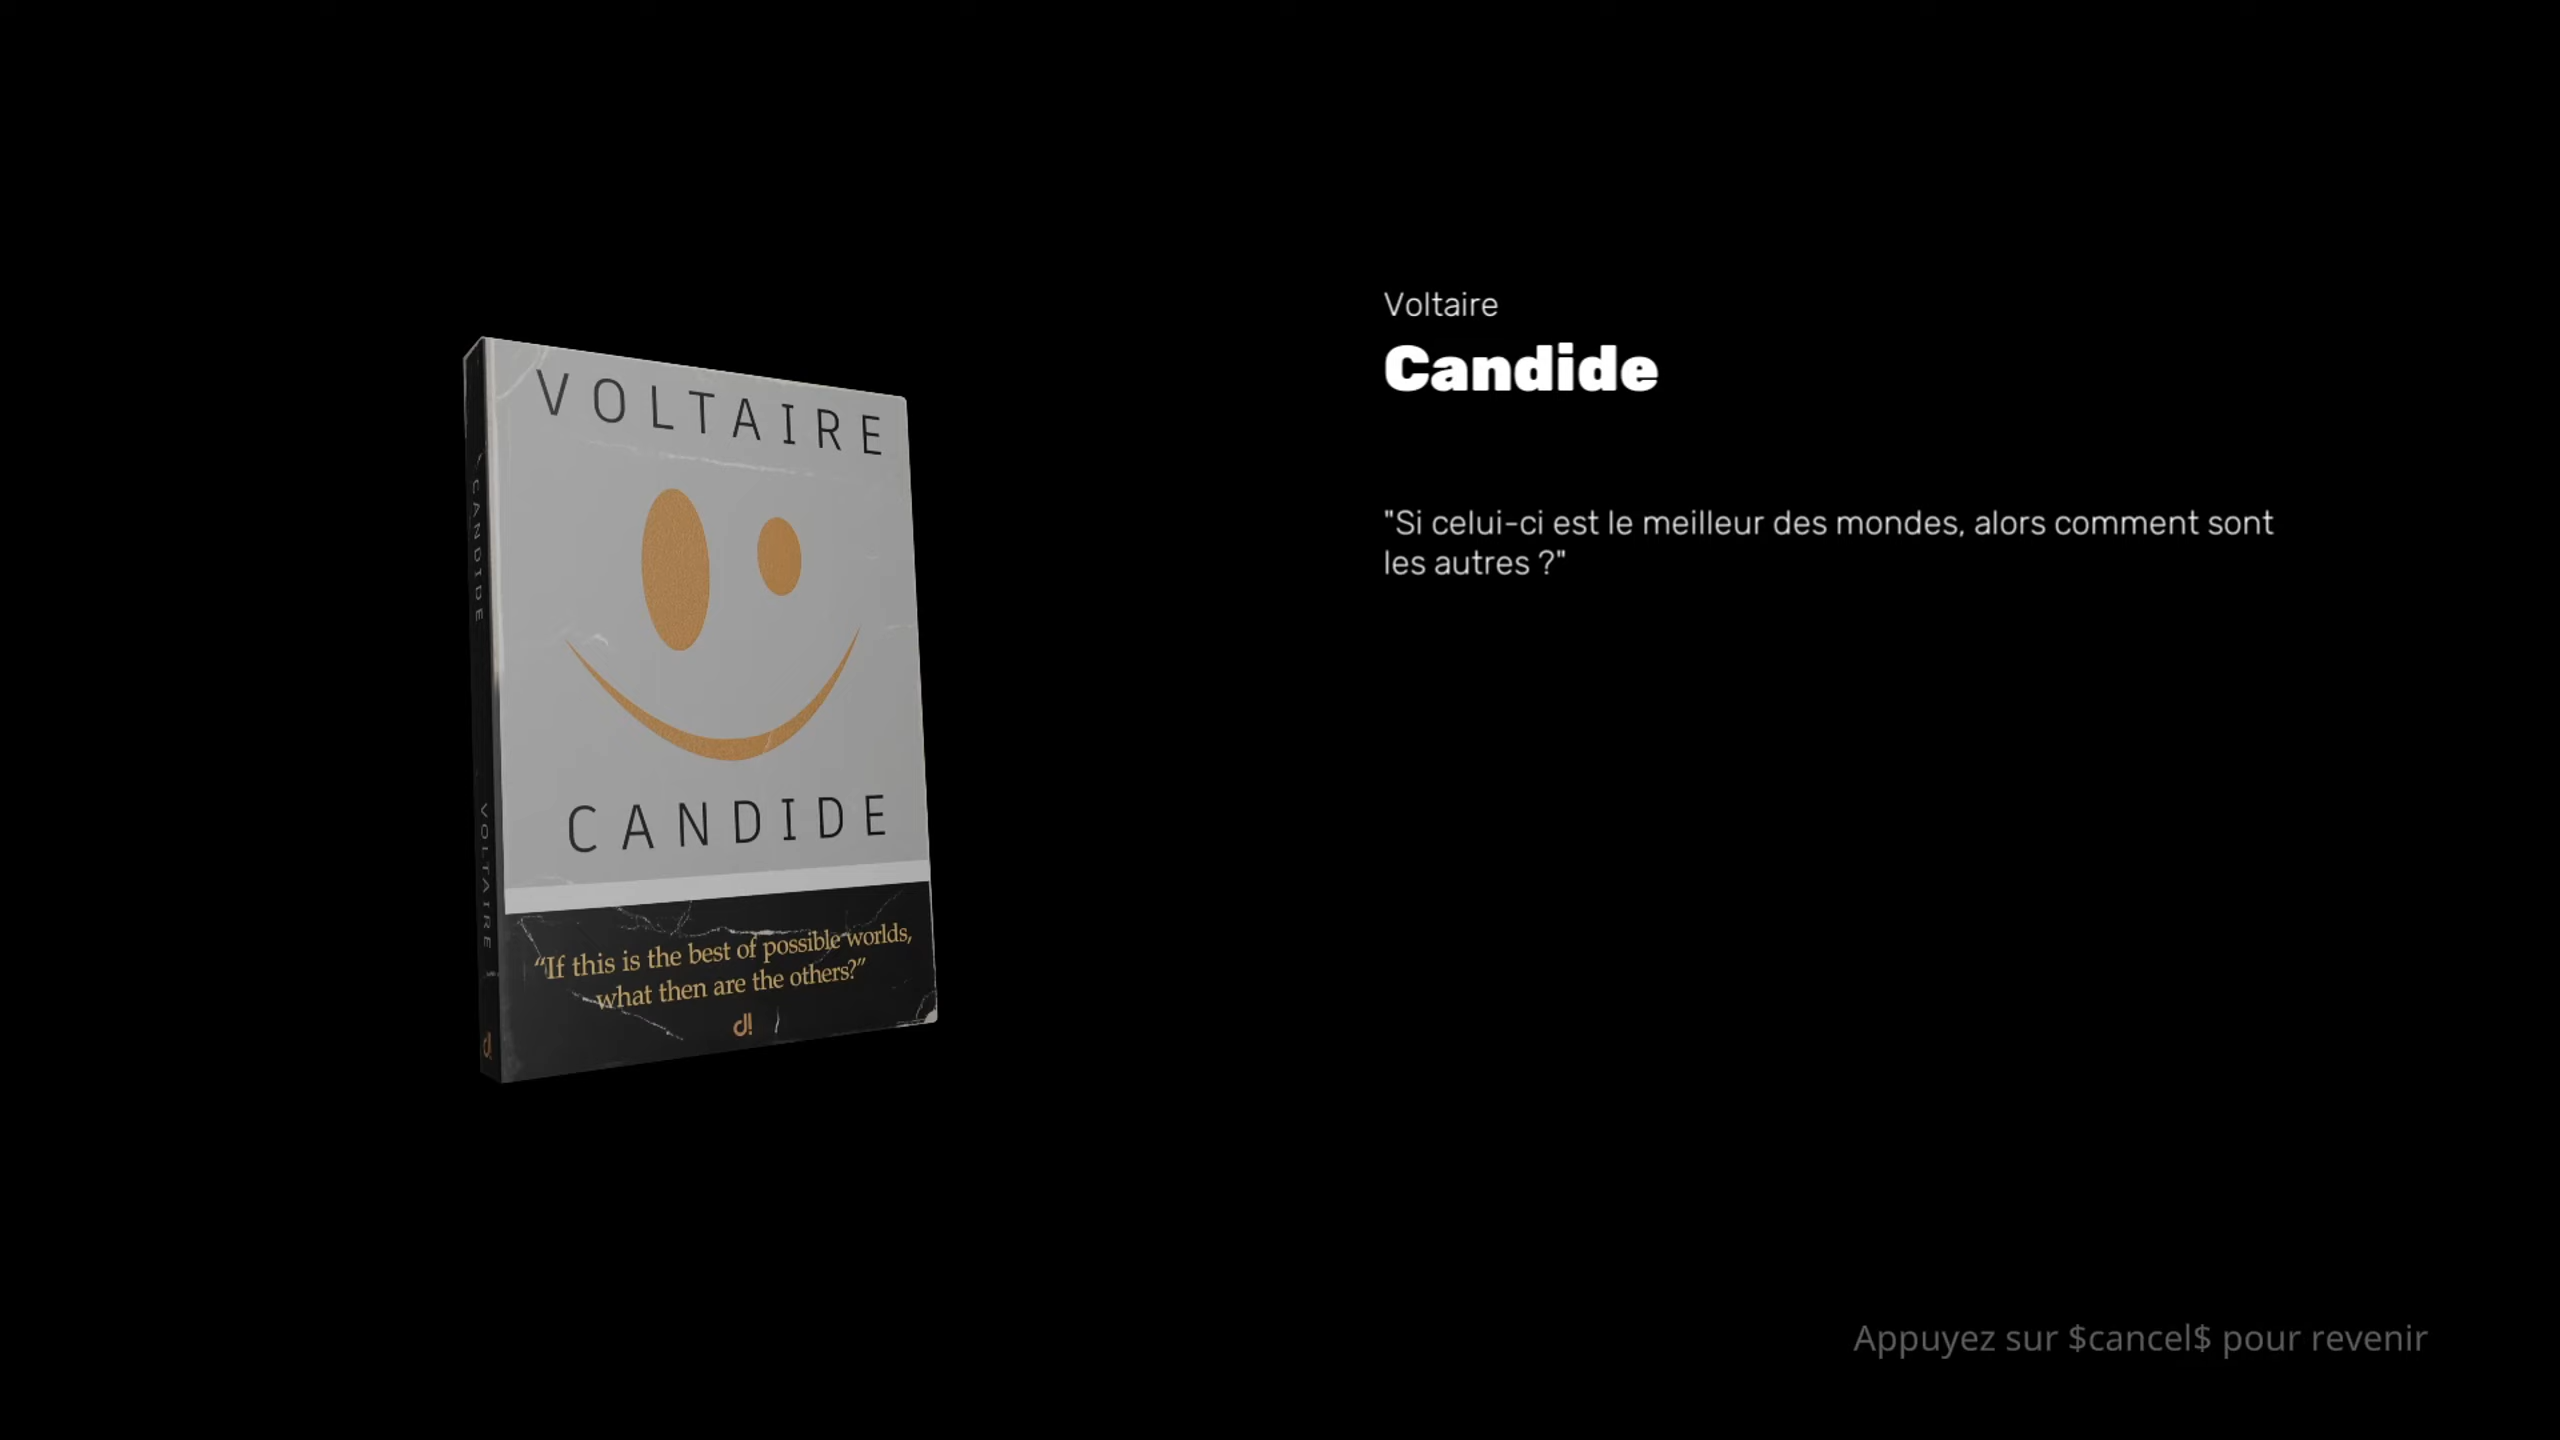 VOLTAIRE
CANDIDE
“If this is the best of possible worlds,
what then are the others?”
d!
CANDIDE
VOLTAIRE
d!
Voltaire
Candide
"Si celui-ci est le meilleur des mondes, alors comment sont
les autres ?"
Appuyez sur $cancel$ pour revenir